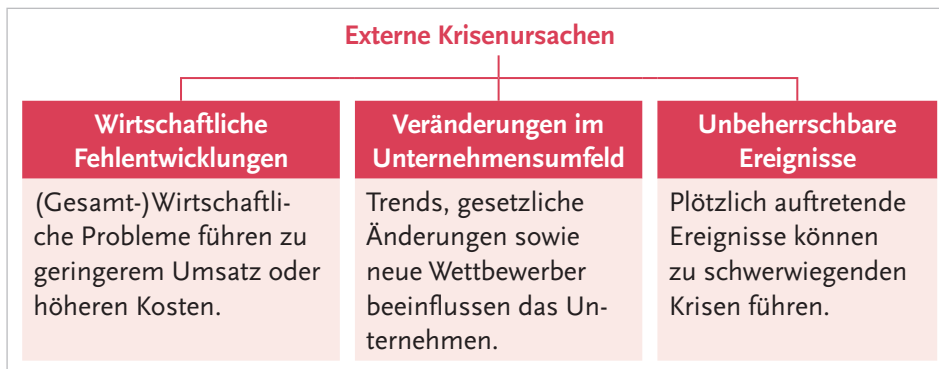 Externe Krisenursachen
Wirtschaftliche
Fehlentwicklungen
(Gesamt-)Wirtschaftli-
che Probleme führen zu
geringerem Umsatz oder
höheren Kosten.
Veränderungen im
Unternehmensumfeld
Trends, gesetzliche
Änderungen sowie
neue Wettbewerber
beeinflussen das Un-
ternehmen.
Unbeherrschbare
Ereignisse
Plötzlich auftretende
Ereignisse können
zu schwerwiegenden
Krisen führen.